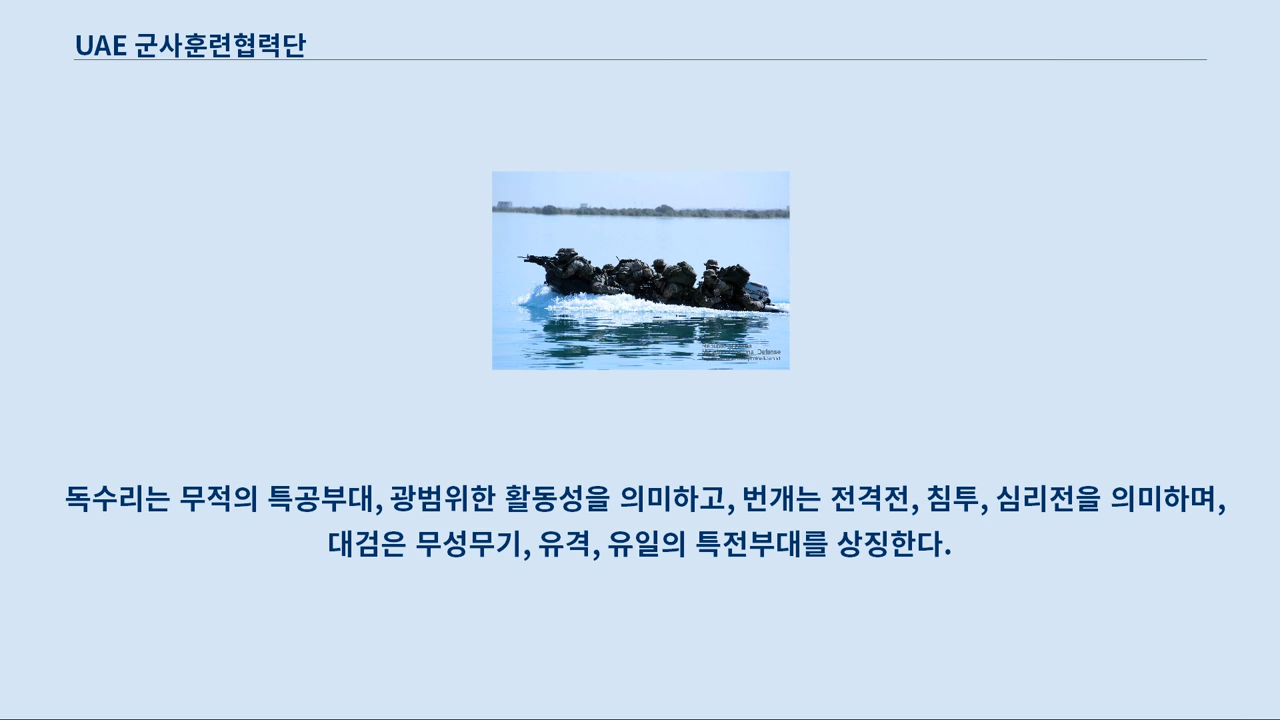 UAE 군사훈련협력단
독수리는 무적의 특공부대, 광범위한 활동성을 의미하고, 번개는 전격전, 침투, 심리전을 의미하며,
대검은 무성무기, 유격, 유일의 특전부대를 상징한다.
Defense